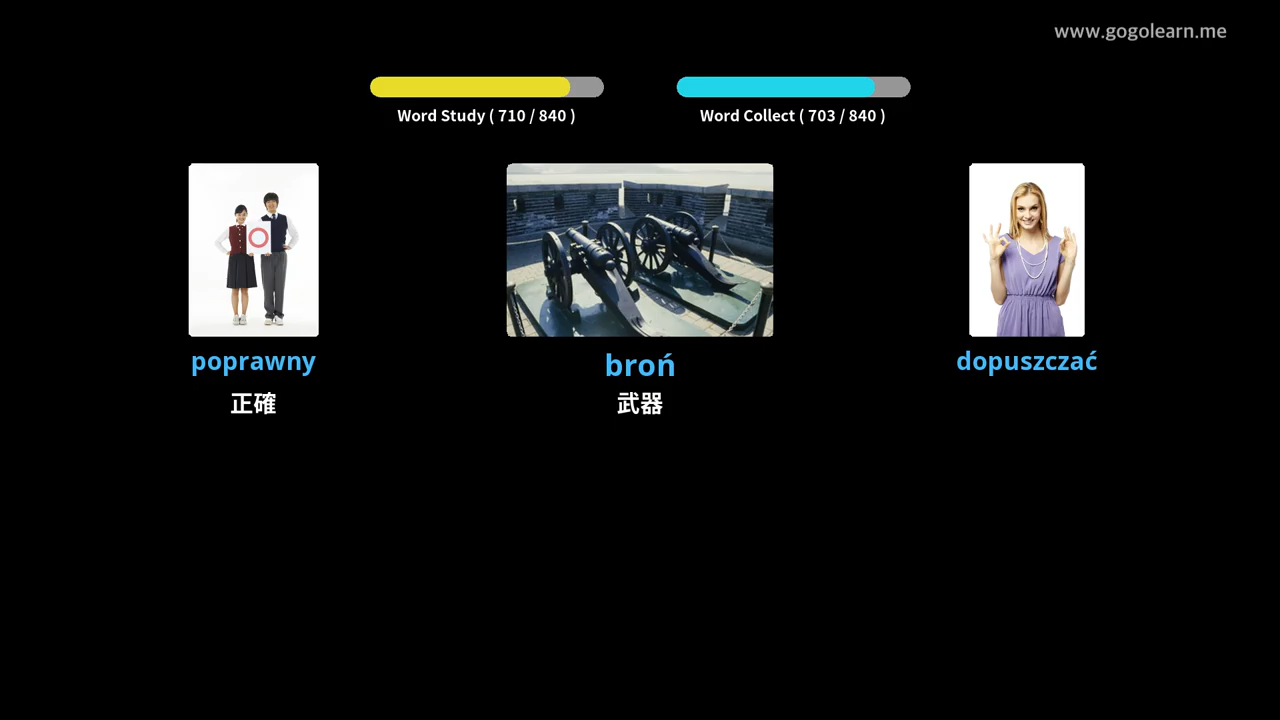 www.gogolearn.me
Word Study ( 710 / 840 )
Word Collect ( 703 / 840 )
poprawny
正確
broń
武器
dopuszczać